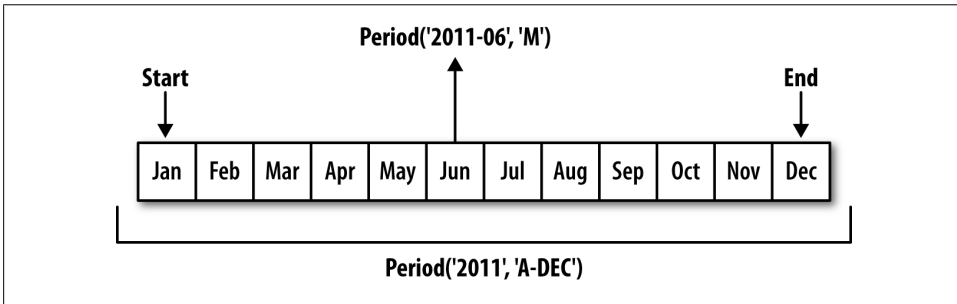 Period('2011-06', 'M')
Start End
Jan Feb Mar Apr May Jun Jul Aug Sep Oct Nov Dec
Period('2011', 'A-DEC')